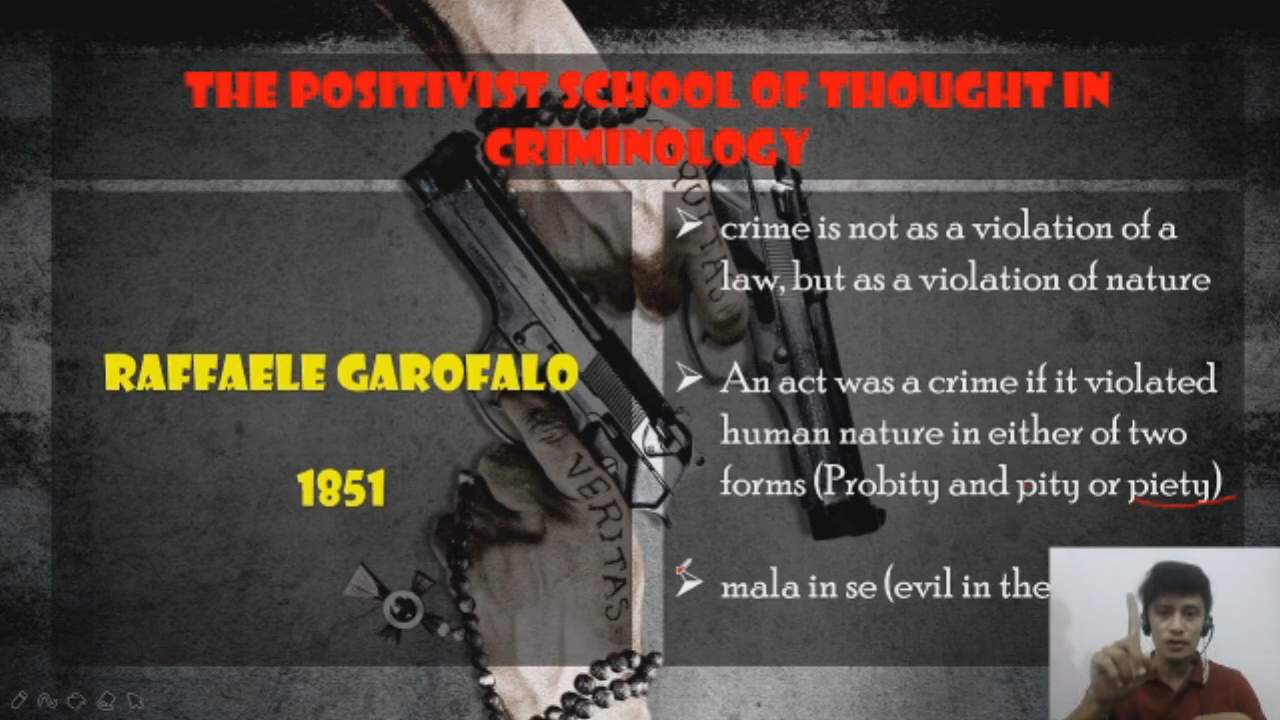 THE POSITIVIST SCHOOL OF THOUGHT IN
CRIMINOLOGY
RAFFAELE GAROFALO
1851
crime is not as a violation of a
law, but as a violation of nature
An act was a crime if it violated
human nature in either of two
forms (Probity and pity or piety)
mala in se (evil in the
VERITAS